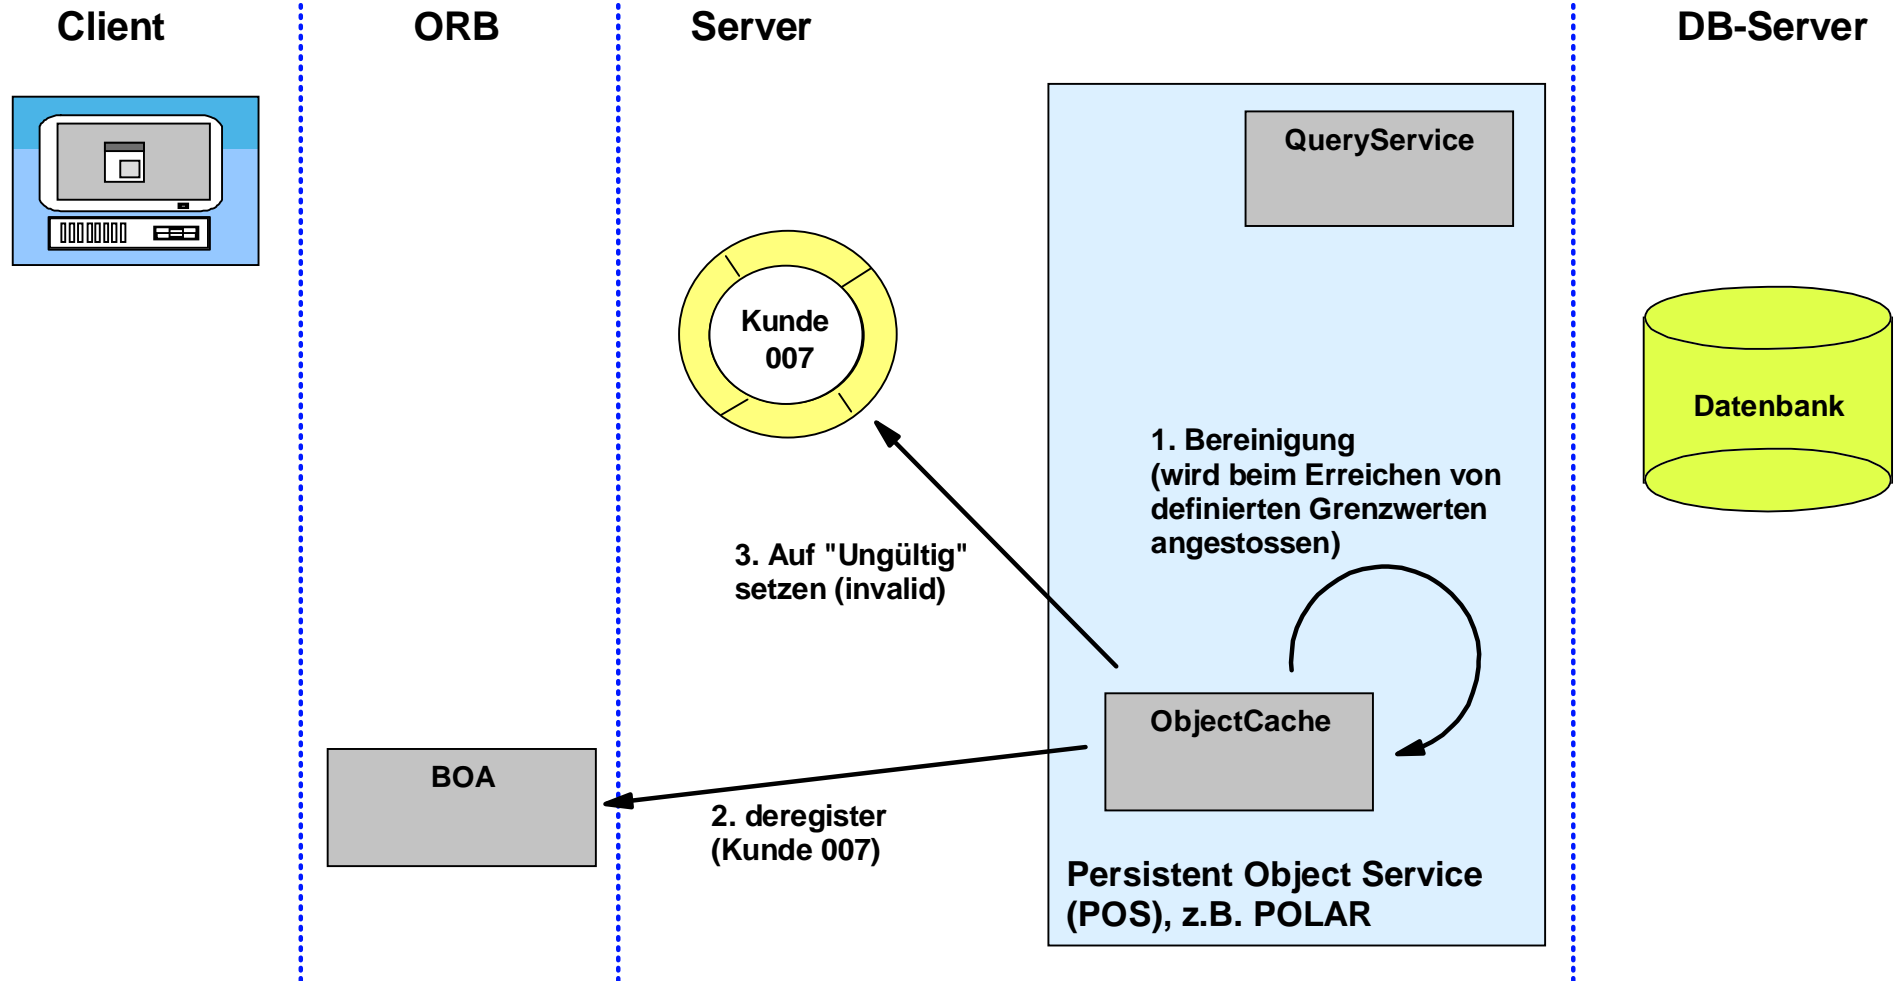 Client
ORB
Server
DB-Server
QueryService
Kunde
007
Datenbank
1. Bereinigung
(wird beim Erreichen von
definierten Grenzwerten
angestossen)
3. Auf "Ungültig"
setzen (invalid)
ObjectCache
BOA
2. deregister
(Kunde 007)
Persistent Object Service
(POS), z.B. POLAR